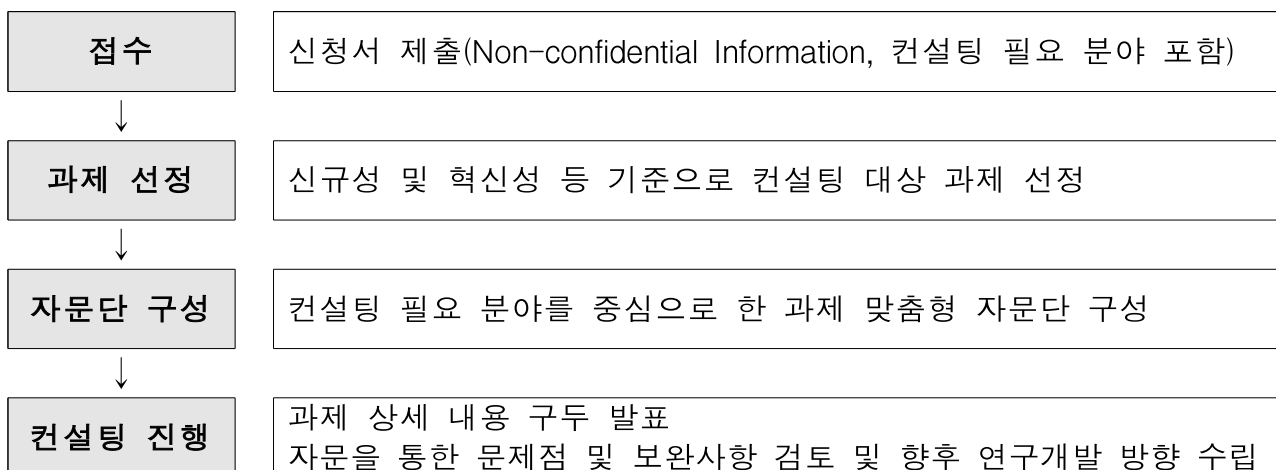 접수
신청서 제출(Non-confidential Information, 컨설팅 필요 분야 포함)
↓
과제 선정
신규성 및 혁신성 등 기준으로 컨설팅 대상 과제 선정
↓
자문단 구성
컨설팅 필요 분야를 중심으로 한 과제 맞춤형 자문단 구성
↓
컨설팅 진행
과제 상세 내용 구두 발표
자문을 통한 문제점 및 보완사항 검토 및 향후 연구개발 방향 수립